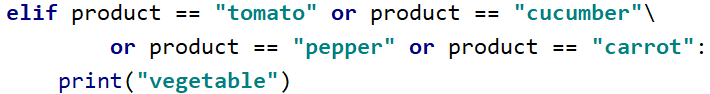 elif product == "tomato" or product == "cucumber"\
        or product == "pepper" or product == "carrot":
    print("vegetable")